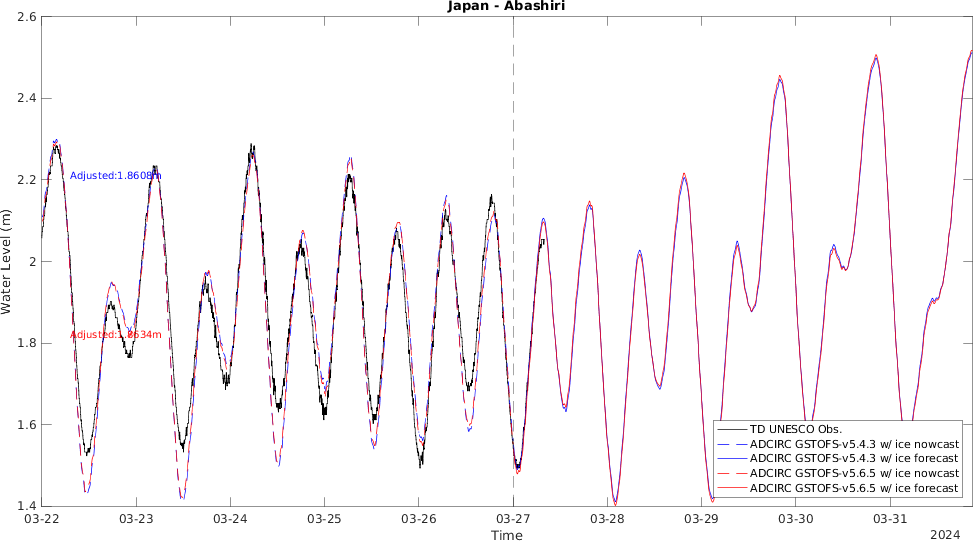 Japan - Abashiri
2.6
2.4
2.2
2
1.8
1.6
1.4
Water Level (m)
Adjusted:1.8608m
Adjusted:1.8634m
TD UNESCO Obs.
ADCIRC GSTOFS-v5.4.3 w/ ice nowcast
ADCIRC GSTOFS-v5.4.3 w/ ice forecast
ADCIRC GSTOFS-v5.6.5 w/ ice nowcast
ADCIRC GSTOFS-v5.6.5 w/ ice forecast
03-22 03-23 03-24 03-25 03-26 03-27 03-28 03-29 03-30 03-31
Time
2024